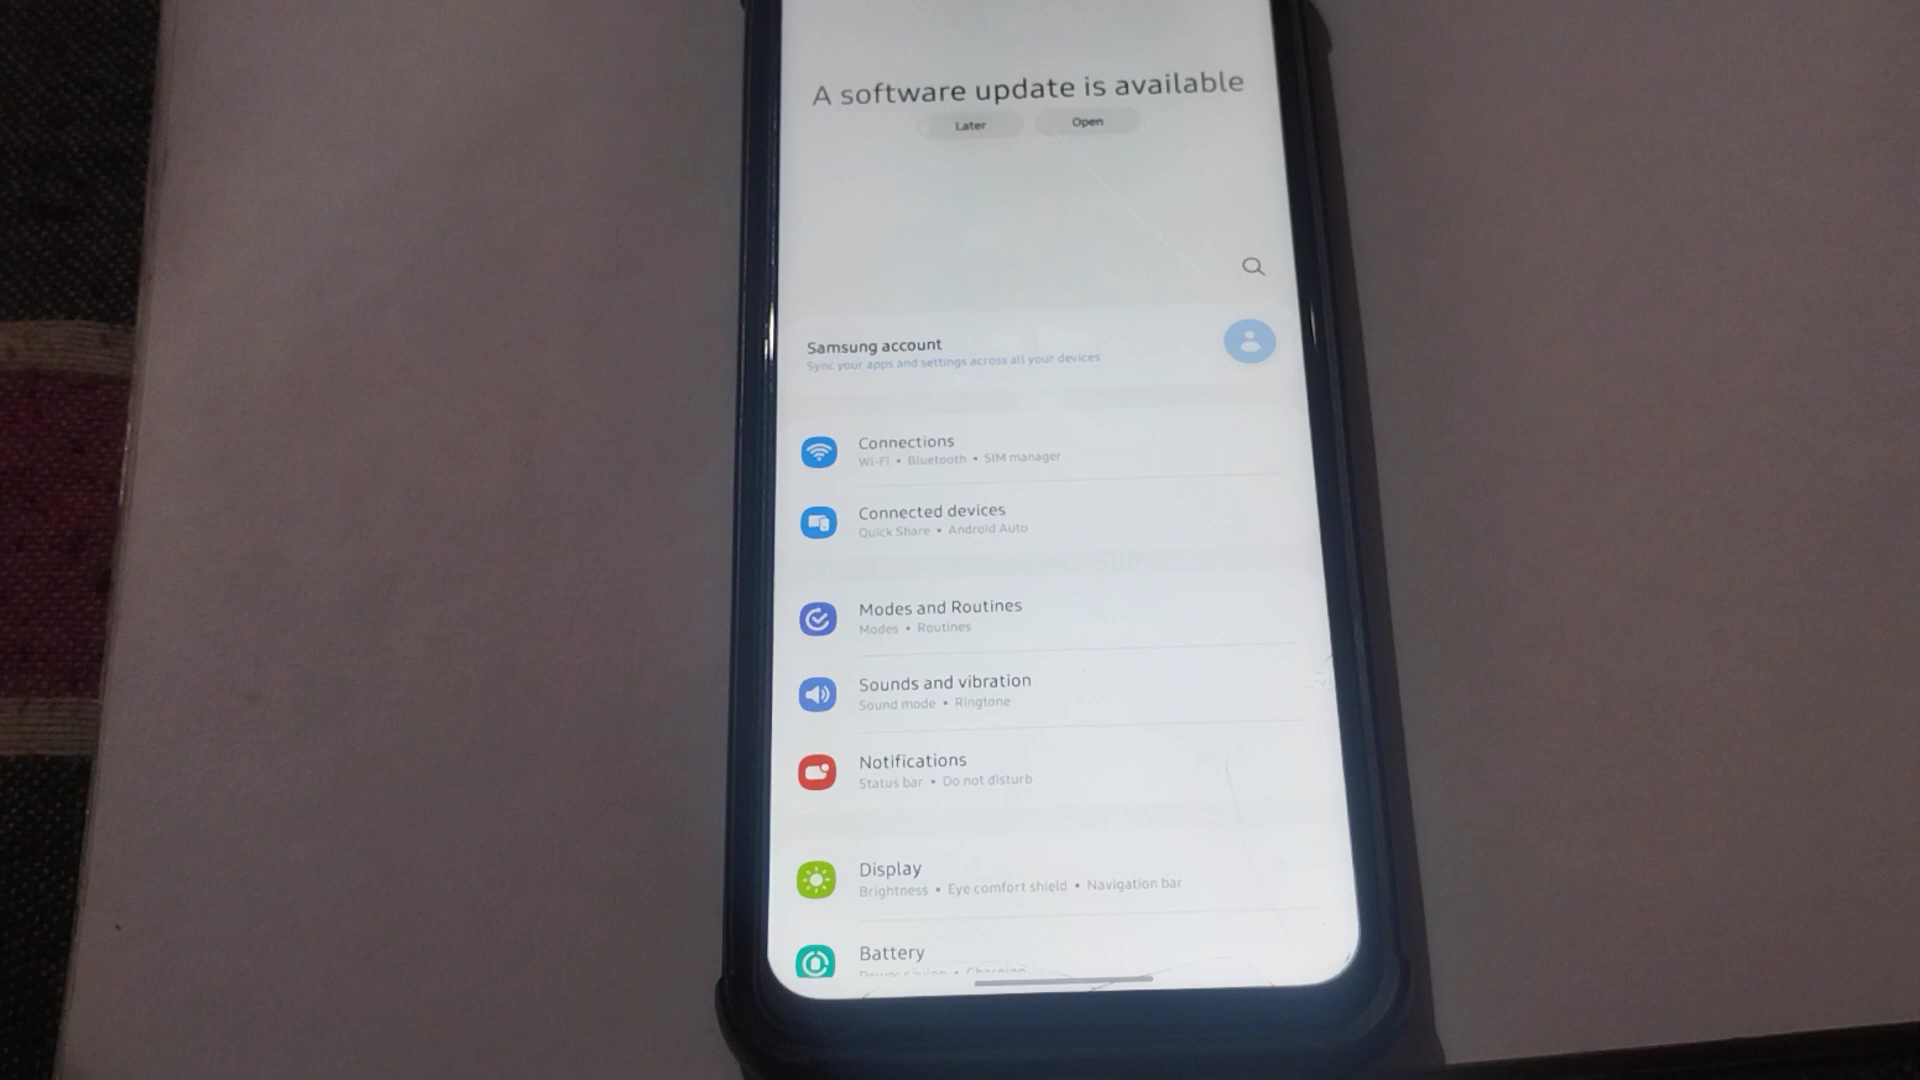 A software update is available
Later Open
Samsung account
Sync your apps and settings across all your devices
Connections
Wi-Fi • Bluetooth • SIM manager
Connected devices
Quick Share • Android Auto
Modes and Routines
Modes • Routines
Sounds and vibration
Sound mode • Ringtone
Notifications
Status bar • Do not disturb
Display
Brightness • Eye comfort shield • Navigation bar
Battery